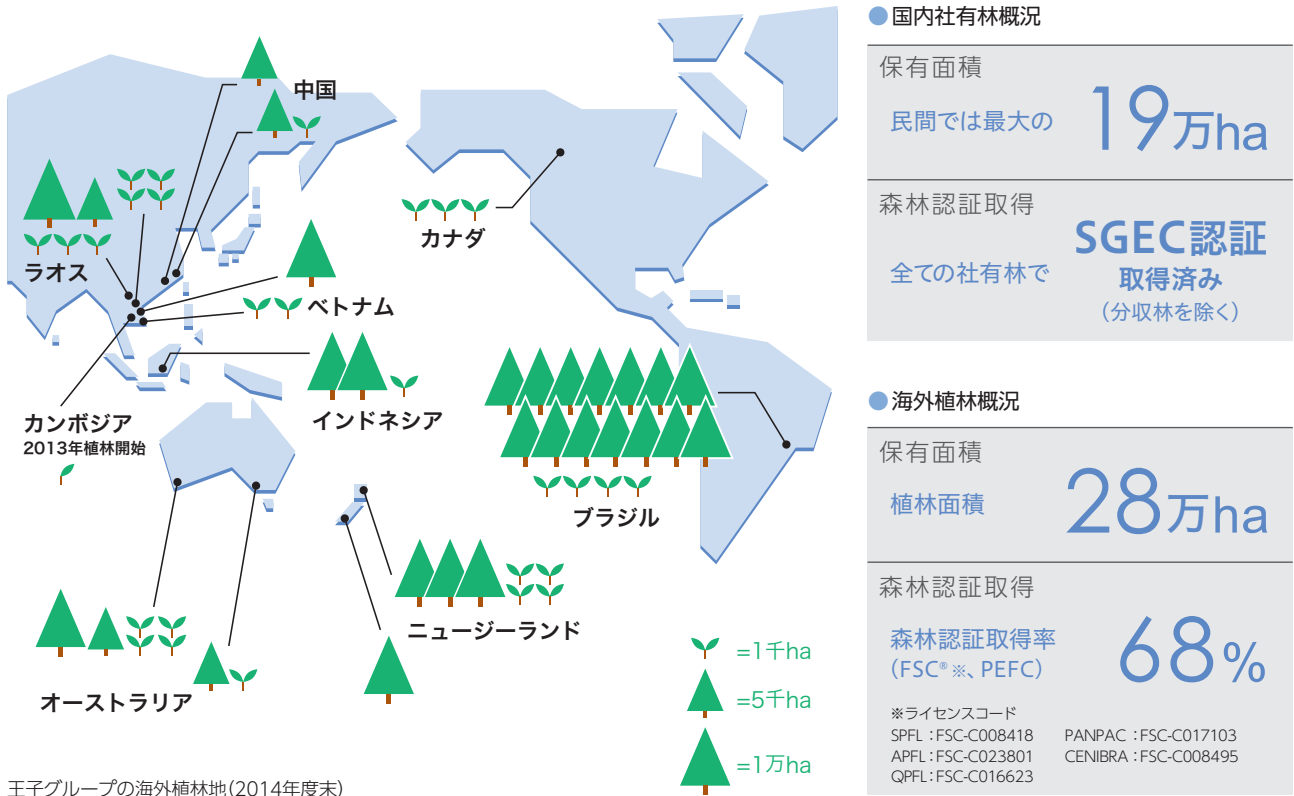 中国
ラオス
カナダ
ベトナム
インドネシア
カンボジア
2013年植林開始
ブラジル
ニュージーランド
オーストラリア
=1千ha
=5千ha
=1万ha
王子グループの海外植林地(2014年度末)
●国内社有林概況
保有面積
民間では最大の 19万ha
森林認証取得
全ての社有林で
SGEC認証
取得済み
(分収林を除く)
●海外植林概況
保有面積
植林面積 28万ha
森林認証取得
森林認証取得率
(FSC® ※、PEFC)
68%
※ライセンスコード
SPFL:FSC-C008418 PANPAC:FSC-C017103
APFL:FSC-C023801 CENIBRA:FSC-C008495
QPFL:FSC-C016623